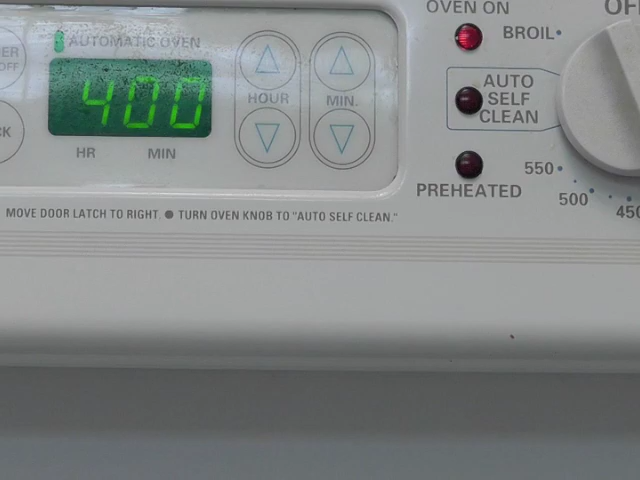 OVEN ON
BROIL
AUTOMATIC OVEN
OFF
400
HOUR
MIN.
HR
MIN
AUTO
SELF
CLEAN
PREHEATED
550
500
450
MOVE DOOR LATCH TO RIGHT. ● TURN OVEN KNOB TO "AUTO SELF CLEAN."